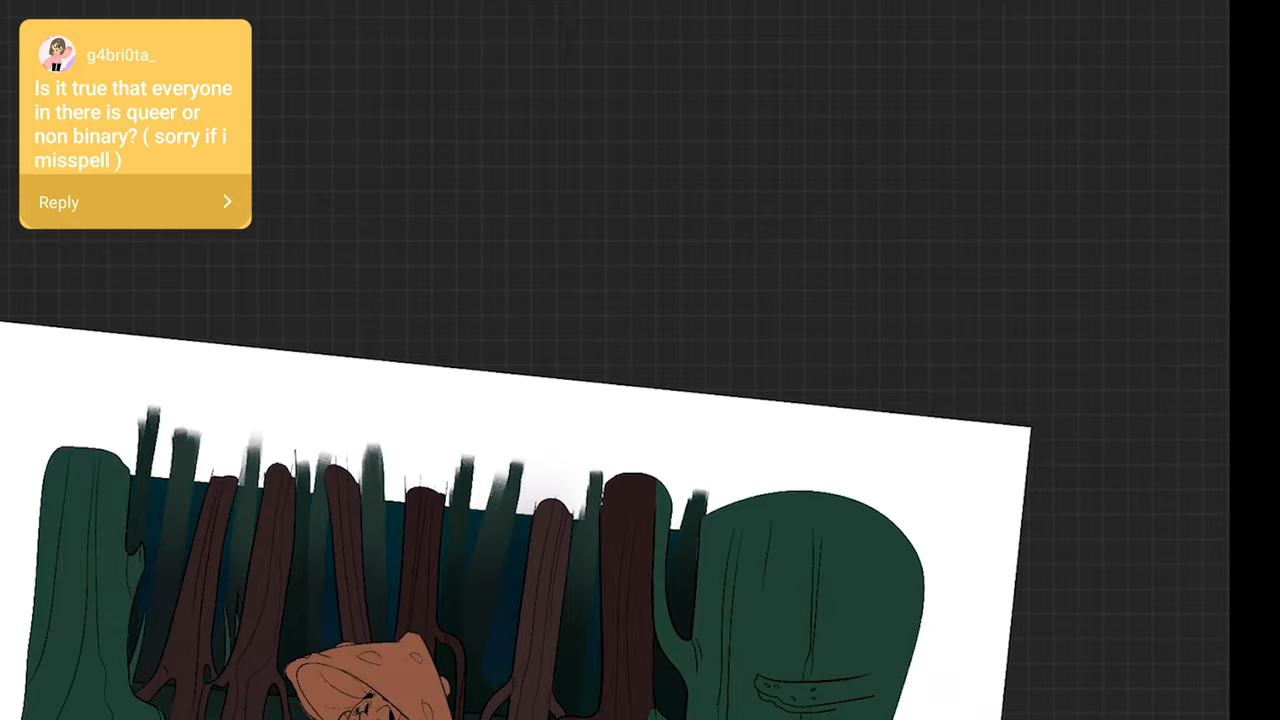 g4bri0ta_
Is it true that everyone
in there is queer or
non binary? ( sorry if i
misspell )
Reply